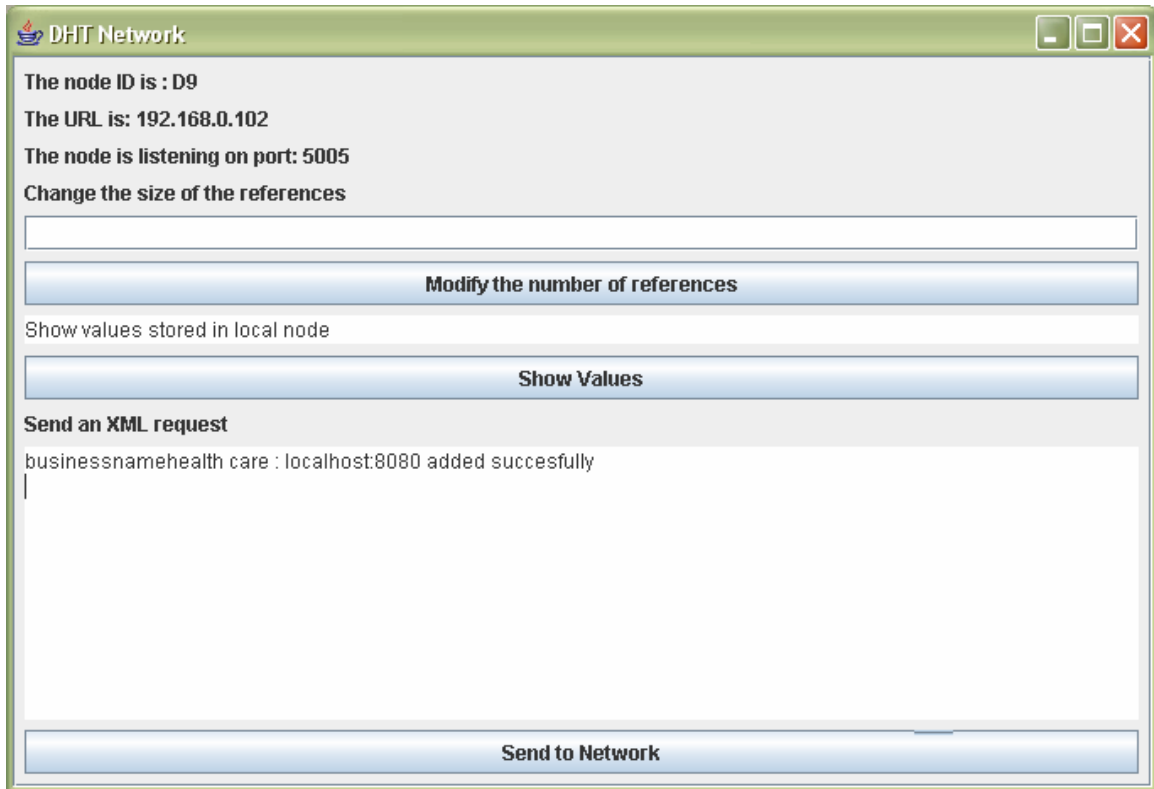 DHT Network
The node ID is : D9
The URL is: 192.168.0.102
The node is listening on port: 5005
Change the size of the references
Modify the number of references
Show values stored in local node
Show Values
Send an XML request
businessnamehealth care : localhost:8080 added succesfully
Send to Network